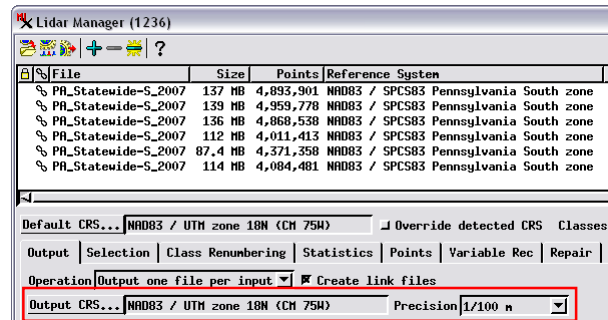 Lidar Manager (1236)
?
File Size Points Reference System
PA_Statewide-S_2007 137 MB 4,893,901 NAD83 / SPCS83 Pennsylvania South zone
PA_Statewide-S_2007 139 MB 4,959,778 NAD83 / SPCS83 Pennsylvania South zone
PA_Statewide-S_2007 136 MB 4,868,538 NAD83 / SPCS83 Pennsylvania South zone
PA_Statewide-S_2007 112 MB 4,011,413 NAD83 / SPCS83 Pennsylvania South zone
PA_Statewide-S_2007 87.4 MB 4,371,358 NAD83 / SPCS83 Pennsylvania South zone
PA_Statewide-S_2007 114 MB 4,084,481 NAD83 / SPCS83 Pennsylvania South zone
Default CRS... NAD83 / UTM zone 18N (CM 75W) Override detected CRS Classes
Output Selection Class Renumbering Statistics Points Variable Rec Repair
Operation Output one file per input Create link files
Output CRS... NAD83 / UTM zone 18N (CM 75W) Precision 1/100 m